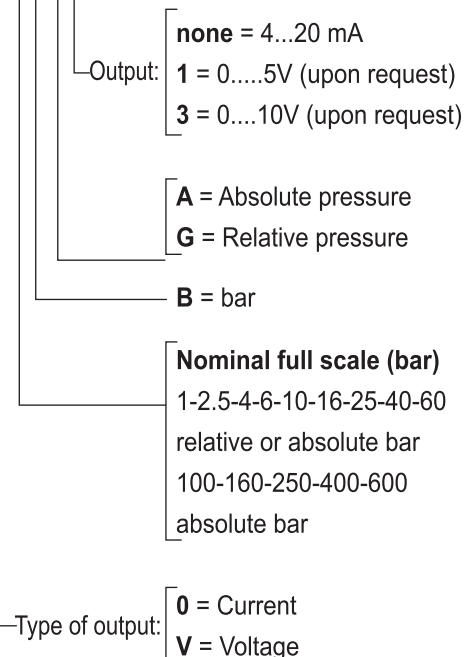 none = 4...20 mA
Output: 1 = 0.....5V (upon request)
3 = 0....10V (upon request)
A = Absolute pressure
G = Relative pressure
B = bar
Nominal full scale (bar)
1-2.5-4-6-10-16-25-40-60
relative or absolute bar
100-160-250-400-600
absolute bar
Type of output: 0 = Current
V = Voltage